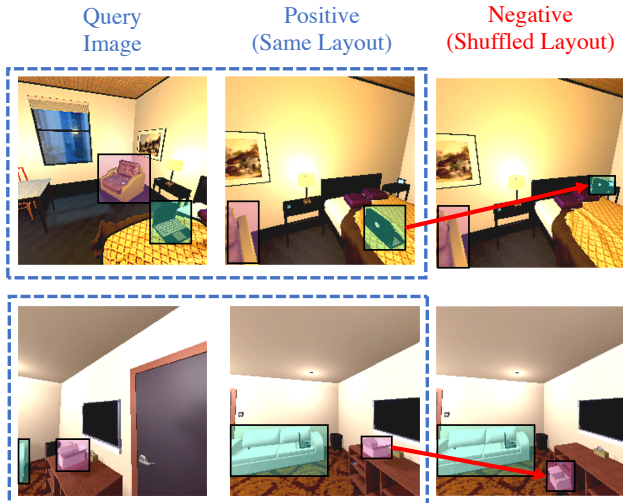 Query
Image
Positive
(Same Layout)
Negative
(Shuffled Layout)